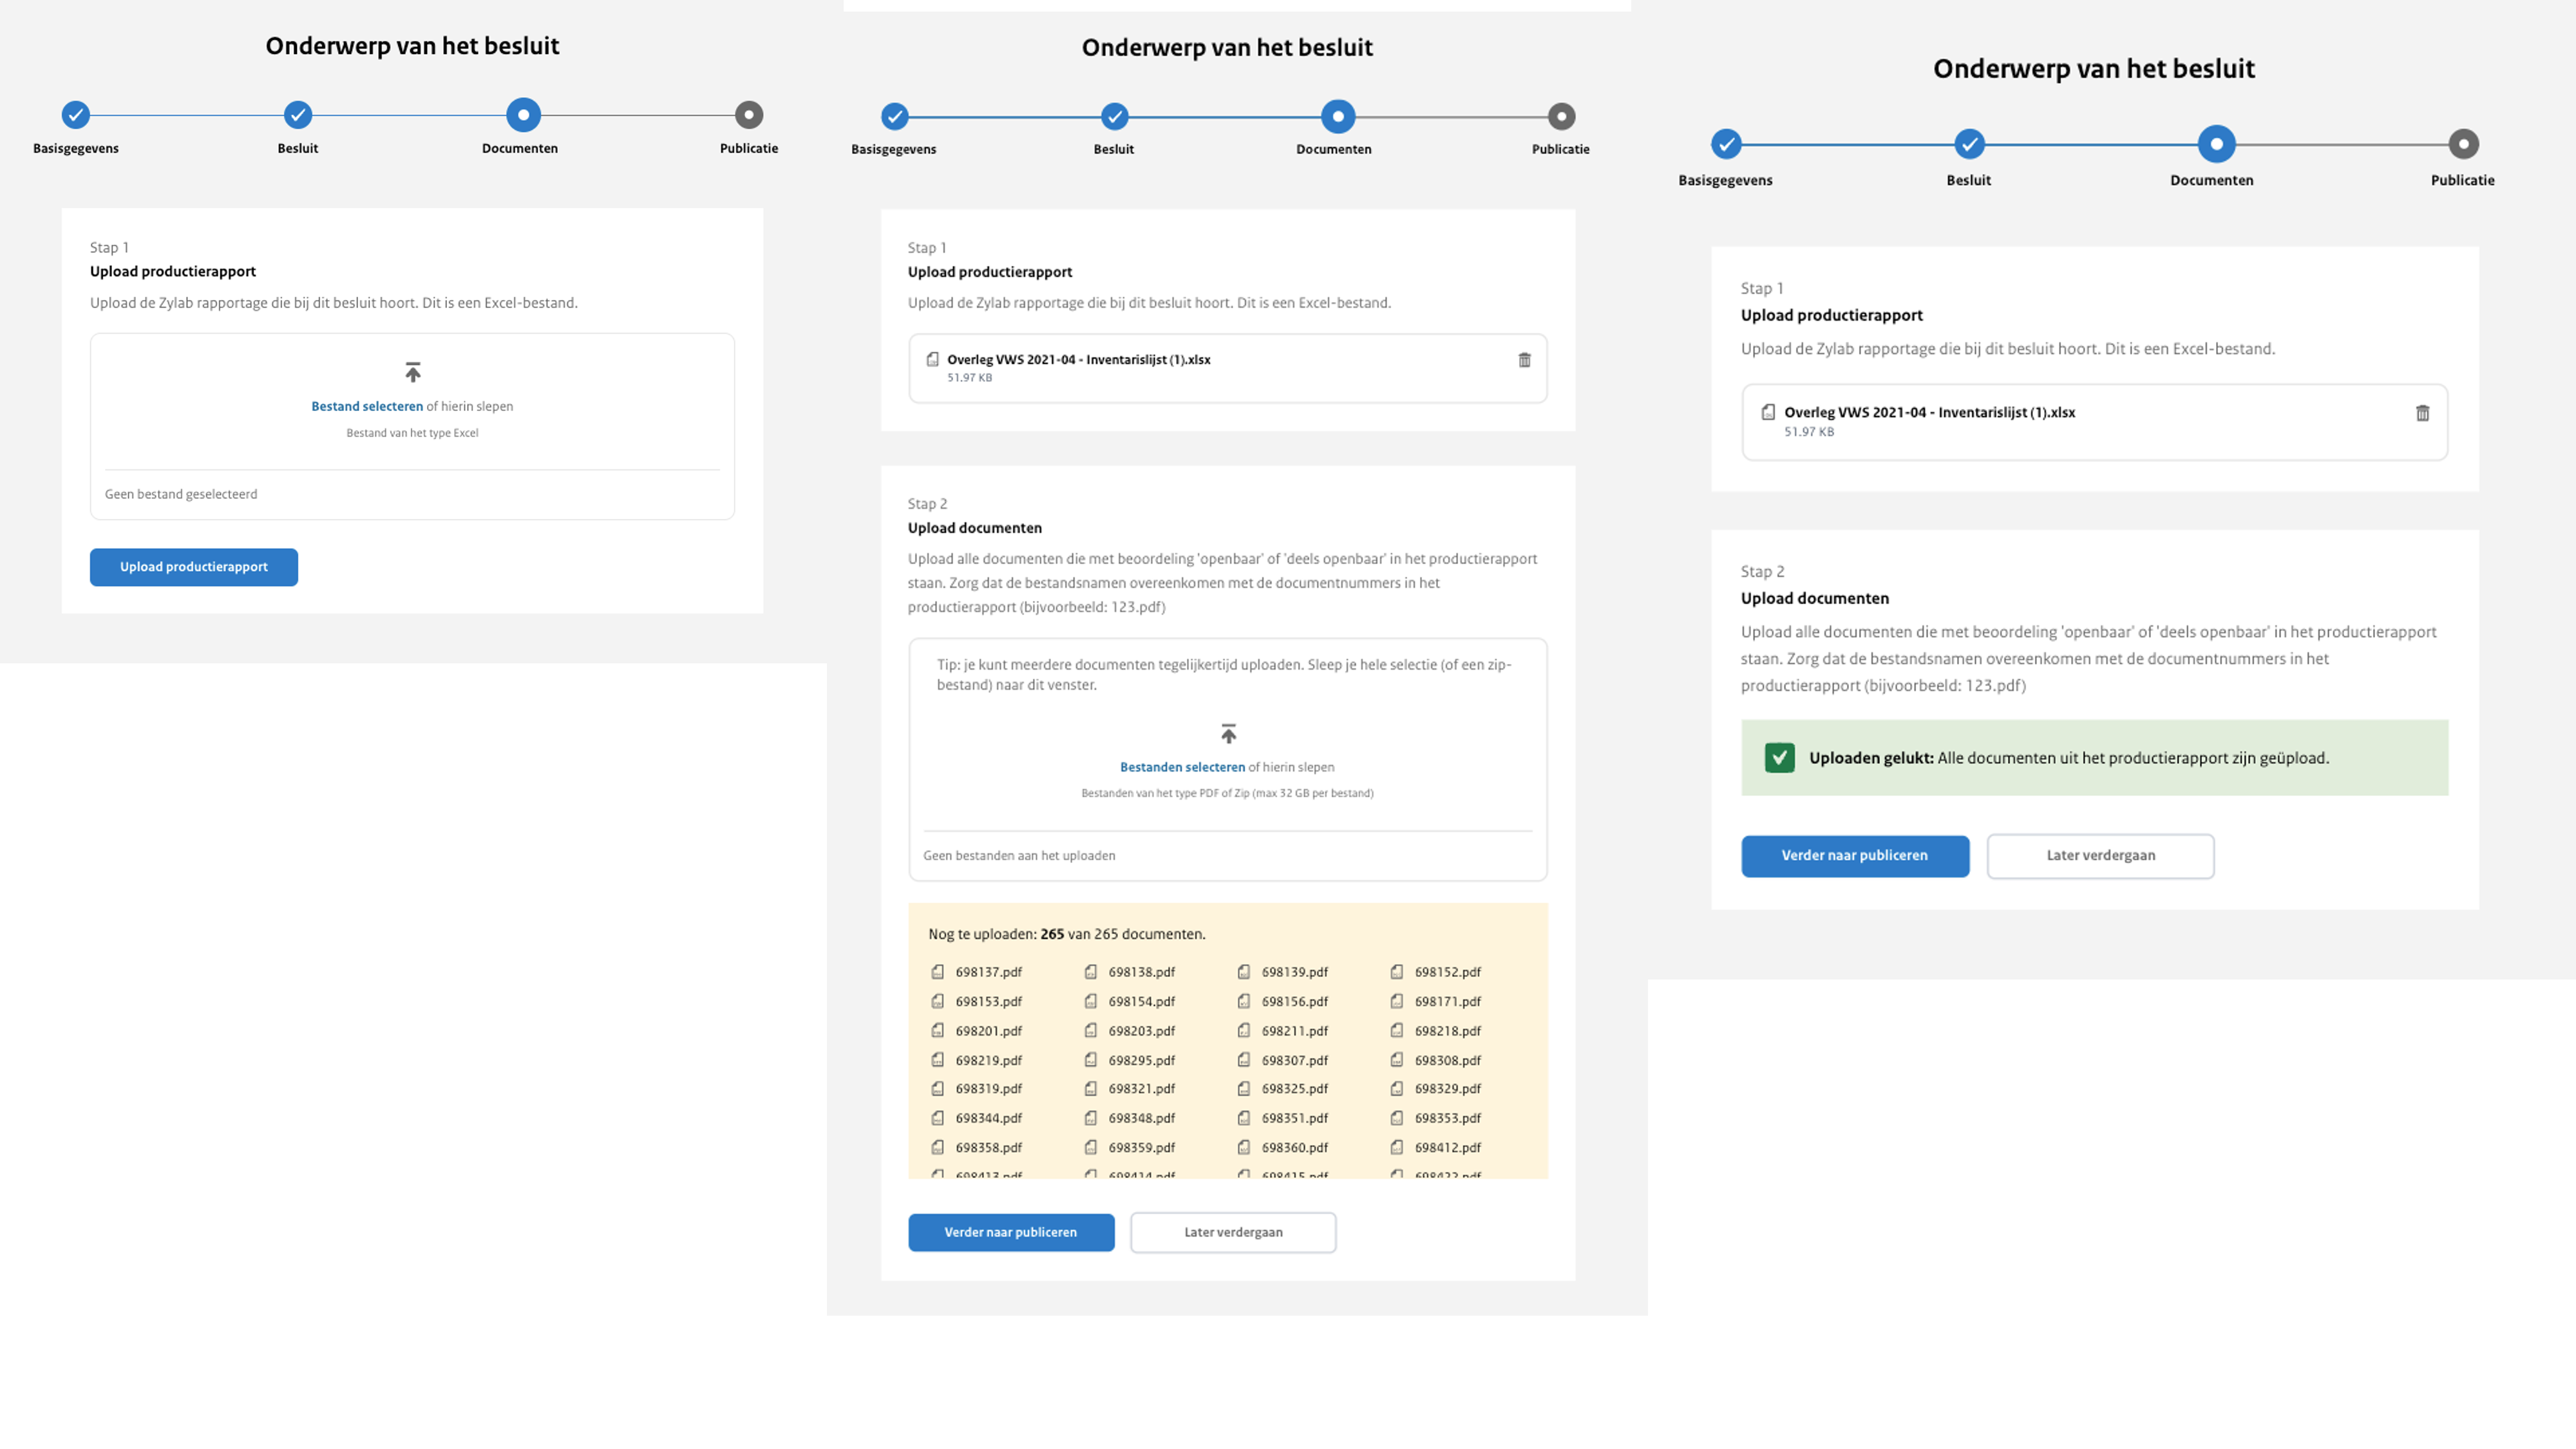 Onderwerp van het besluit
Basisgegevens
Besluit
Documenten
Publicatie
Stap 1
Upload productierapport
Upload de Zylab rapportage die bij dit besluit hoort. Dit is een Excel-bestand.
Bestand selecteren of hierin slepen
Bestand van het type Excel
Geen bestand geselecteerd
Upload productierapport
Onderwerp van het besluit
Basisgegevens
Besluit
Documenten
Publicatie
Stap 1
Upload productierapport
Upload de Zylab rapportage die bij dit besluit hoort. Dit is een Excel-bestand.
Overleg VWS 2021-04 - Inventarislijst (1).xlsx
51.97 KB
Stap 2
Upload documenten
Upload alle documenten die met beoordeling 'openbaar' of 'deels openbaar' in het productierapport
staan. Zorg dat de bestandsnamen overeenkomen met de documentnummers in het
productierapport (bijvoorbeeld: 123.pdf)
Tip: je kunt meerdere documenten tegelijkertijd uploaden. Sleep je hele selectie (of een zip-
bestand) naar dit venster.
Bestanden selecteren of hierin slepen
Bestanden van het type PDF of Zip (max 32 GB per bestand)
Geen bestanden aan het uploaden
Nog te uploaden: 265 van 265 documenten.
698137.pdf 698138.pdf 698139.pdf 698152.pdf
698153.pdf 698154.pdf 698156.pdf 698171.pdf
698201.pdf 698203.pdf 698211.pdf 698218.pdf
698219.pdf 698295.pdf 698307.pdf 698308.pdf
698319.pdf 698321.pdf 698325.pdf 698329.pdf
698344.pdf 698348.pdf 698351.pdf 698353.pdf
698358.pdf 698359.pdf 698360.pdf 698412.pdf
698413.pdf 698414.pdf 698415.pdf 698422.pdf
Verder naar publiceren
Later verdergaan
Onderwerp van het besluit
Basisgegevens
Besluit
Documenten
Publicatie
Stap 1
Upload productierapport
Upload de Zylab rapportage die bij dit besluit hoort. Dit is een Excel-bestand.
Overleg VWS 2021-04 - Inventarislijst (1).xlsx
51.97 KB
Stap 2
Upload documenten
Upload alle documenten die met beoordeling 'openbaar' of 'deels openbaar' in het productierapport
staan. Zorg dat de bestandsnamen overeenkomen met de documentnummers in het
productierapport (bijvoorbeeld: 123.pdf)
Uploaden gelukt: Alle documenten uit het productierapport zijn geüpload.
Verder naar publiceren
Later verdergaan